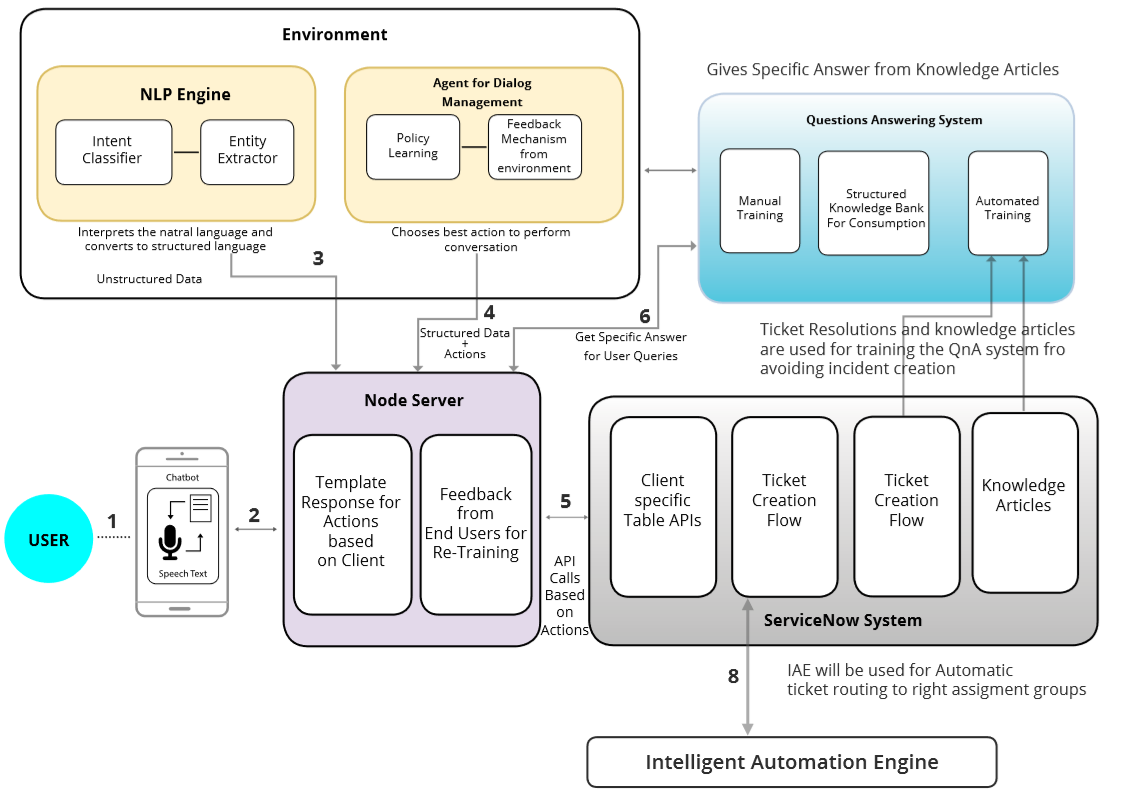 Environment
NLP Engine
Intent
Classifier
Entity
Extractor
Interprets the natral language and
converts to structured language
Unstructured Data
Agent for Dialog
Management
Policy
Learning
Feedback
Mechanism
from
environment
Chooses best action to perform
conversation
Gives Specific Answer from Knowledge Articles
Questions Answering System
Manual
Training
Structured
Knowledge Bank
For Consumption
Automated
Training
3
4
Structured Data
+
Actions
6
Get Specific Answer
for User Queries
Ticket Resolutions and knowledge articles
are used for training the QnA system fro
avoiding incident creation
USER
1
Chatbot
Speech Text
2
Node Server
Template
Response for
Actions
based
on Client
Feedback
from
End Users for
Re-Training
5
API
Calls
Based
on
Actions
Client
specific
Table APIs
Ticket
Creation
Flow
Ticket
Creation
Flow
Knowledge
Articles
ServiceNow System
8
IAE will be used for Automatic
ticket routing to right assigment groups
Intelligent Automation Engine